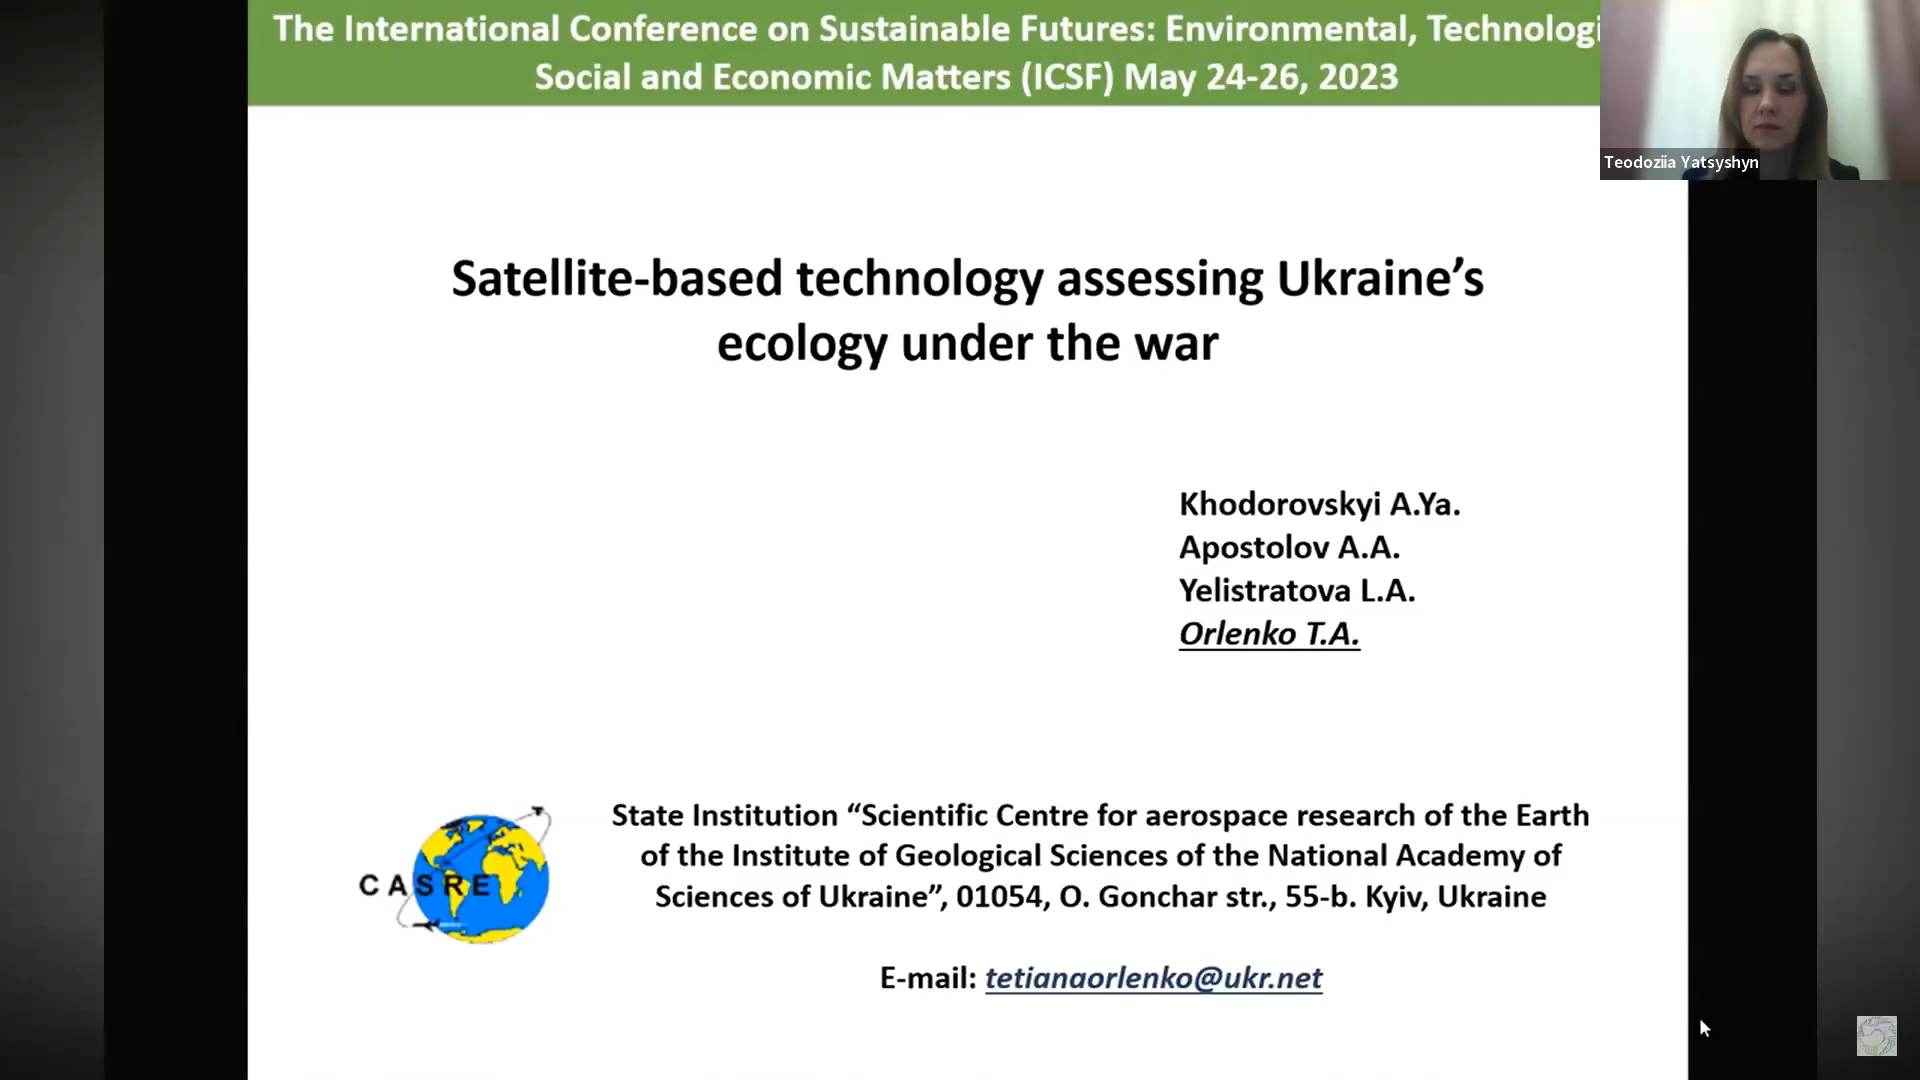 The International Conference on Sustainable Futures: Environmental, Technologi
Social and Economic Matters (ICSF) May 24-26, 2023
Teodoziia Yatsyshyn
Satellite-based technology assessing Ukraine’s
ecology under the war
Khodorovskyi A.Ya.
Apostolov A.A.
Yelistratova L.A.
Orlenko T.A.
CASRE
State Institution “Scientific Centre for aerospace research of the Earth
of the Institute of Geological Sciences of the National Academy of
Sciences of Ukraine”, 01054, O. Gonchar str., 55-b. Kyiv, Ukraine
E-mail: tetianaorlenko@ukr.net